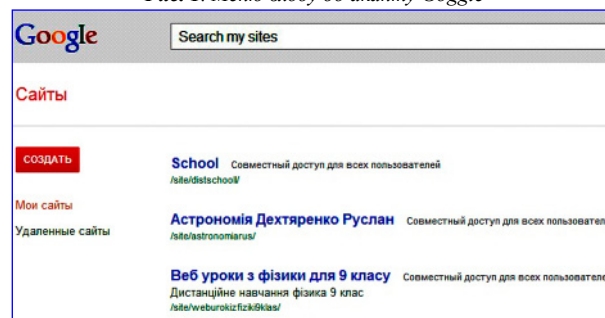 Google
Search my sites
Сайты
СОЗДАТЬ
School Совместный доступ для всех пользователей
/site/distschool/
Мои сайты
Удаленные сайты
Астрономія Дехтяренко Руслан Совместный доступ для всех
/site/astronomiarus/
Веб уроки з фізики для 9 класу Совместный доступ для всех
Дистанційне навчання фізика 9 клас
/site/weburokizfiziki9klas/